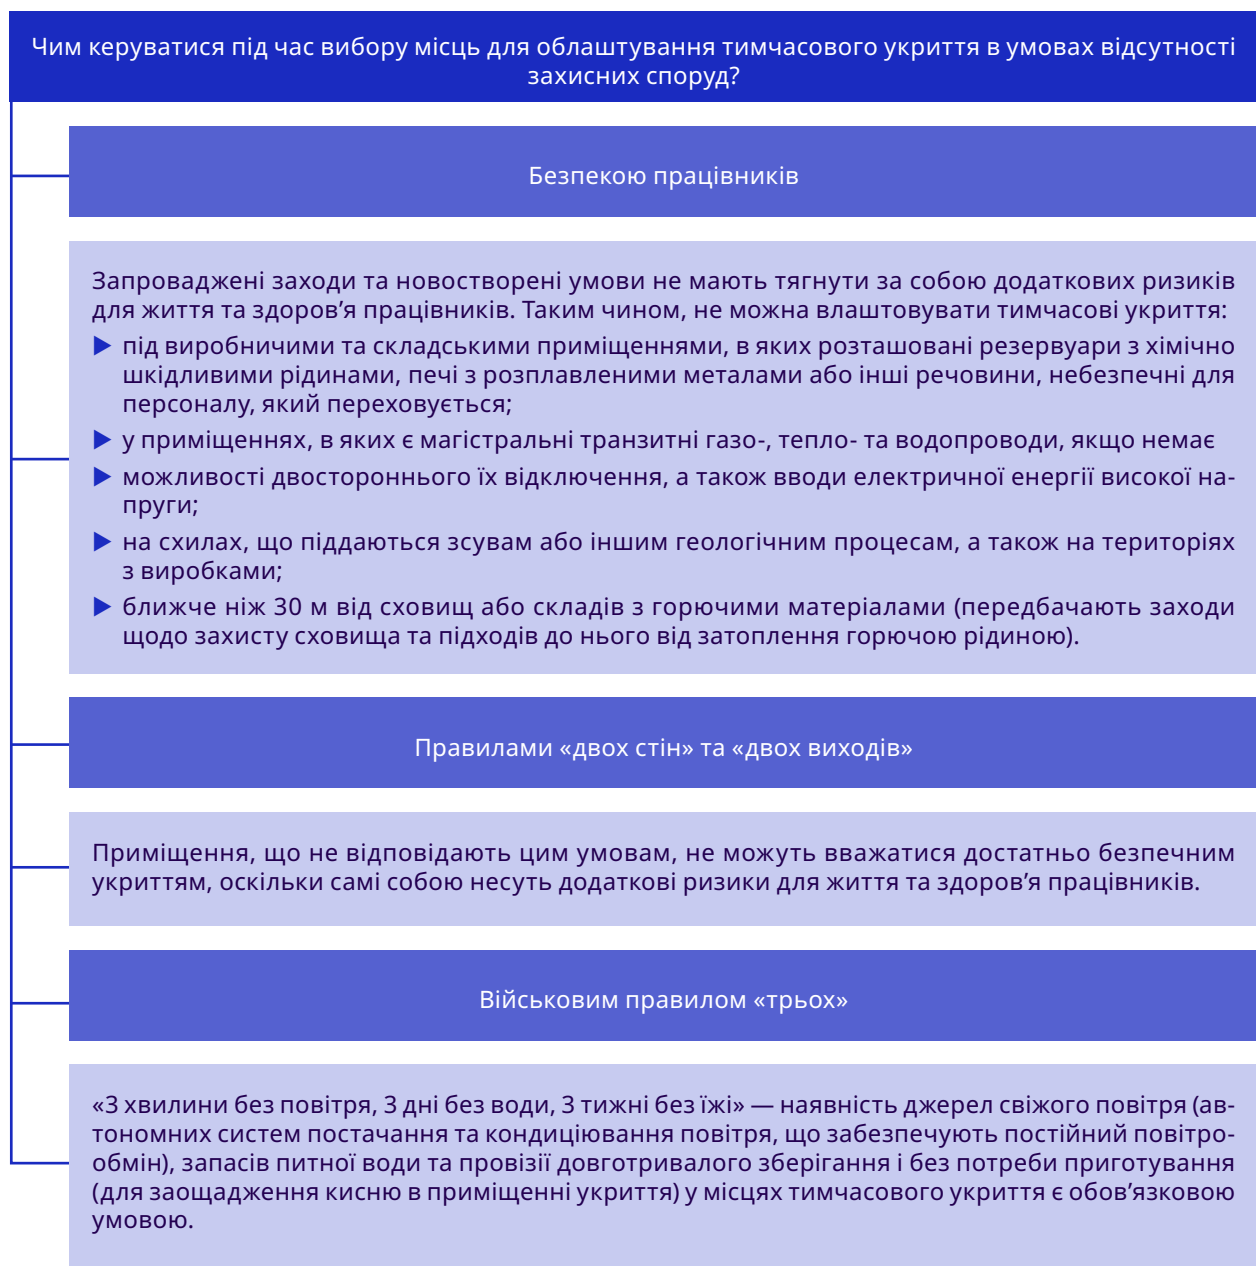 Чим керуватися під час вибору місць для облаштування тимчасового укриття в умовах відсутності
захисних споруд?
Безпекою працівників
Запроваджені заходи та новостворені умови не мають тягнути за собою додаткових ризиків
для життя та здоров’я працівників. Таким чином, не можна влаштовувати тимчасові укриття:
▶ під виробничими та складськими приміщеннями, в яких розташовані резервуари з хімічно
шкідливими рідинами, печі з розплавленими металами або інші речовини, небезпечні для
персоналу, який переховується;
▶ у приміщеннях, в яких є магістральні транзитні газо-, тепло- та водопроводи, якщо немає
▶ можливості двостороннього їх відключення, а також вводи електричної енергії високої на-
пруги;
▶ на схилах, що піддаються зсувам або іншим геологічним процесам, а також на територіях
з виробками;
▶ ближче ніж 30 м від сховищ або складів з горючими матеріалами (передбачають заходи
щодо захисту сховища та підходів до нього від затоплення горючою рідиною).
Правилами «двох стін» та «двох виходів»
Приміщення, що не відповідають цим умовам, не можуть вважатися достатньо безпечним
укриттям, оскільки самі собою несуть додаткові ризики для життя та здоров’я працівників.
Військовим правилом «трьох»
«3 хвилини без повітря, 3 дні без води, 3 тижні без їжі» — наявність джерел свіжого повітря (ав-
тономних систем постачання та кондиціювання повітря, що забезпечують постійний повітро-
обмін), запасів питної води та провізії довготривалого зберігання і без потреби приготування
(для заощадження кисню в приміщенні укриття) у місцях тимчасового укриття є обов’язковою
умовою.